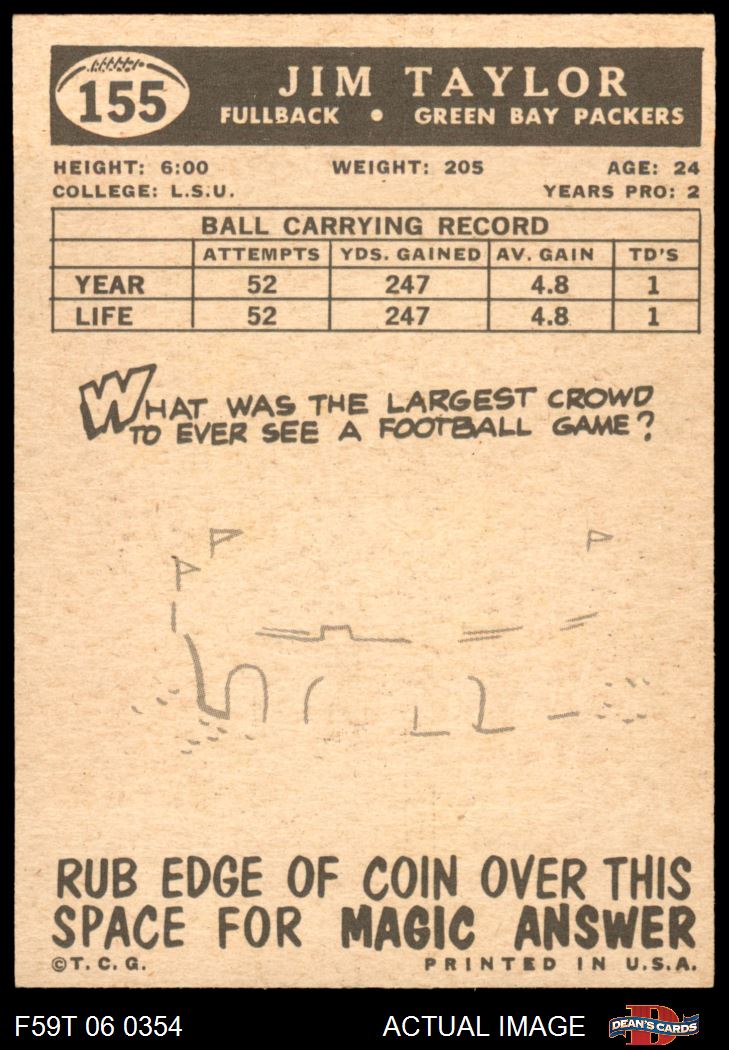 155
JIM TAYLOR
FULLBACK • GREEN BAY PACKERS
HEIGHT: 6:00 WEIGHT: 205 AGE: 24
COLLEGE: L.S.U. YEARS PRO: 2
BALL CARRYING RECORD
ATTEMPTS YDS. GAINED AV. GAIN TD'S
YEAR 52 247 4.8 1
LIFE 52 247 4.8 1
WHAT WAS THE LARGEST CROWD
TO EVER SEE A FOOTBALL GAME?
RUB EDGE OF COIN OVER THIS
SPACE FOR MAGIC ANSWER
©T.C.G. PRINTED IN U.S.A.
F59T 06 0354 ACTUAL IMAGE D DEAN'S CARDS